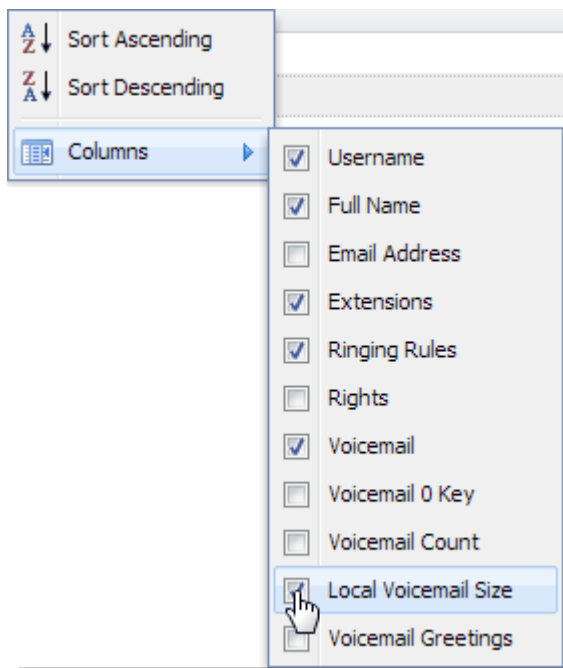 Sort Ascending
Sort Descending
Columns
Username
Full Name
Email Address
Extensions
Ringing Rules
Rights
Voicemail
Voicemail 0 Key
Voicemail Count
Local Voicemail Size
Voicemail Greetings